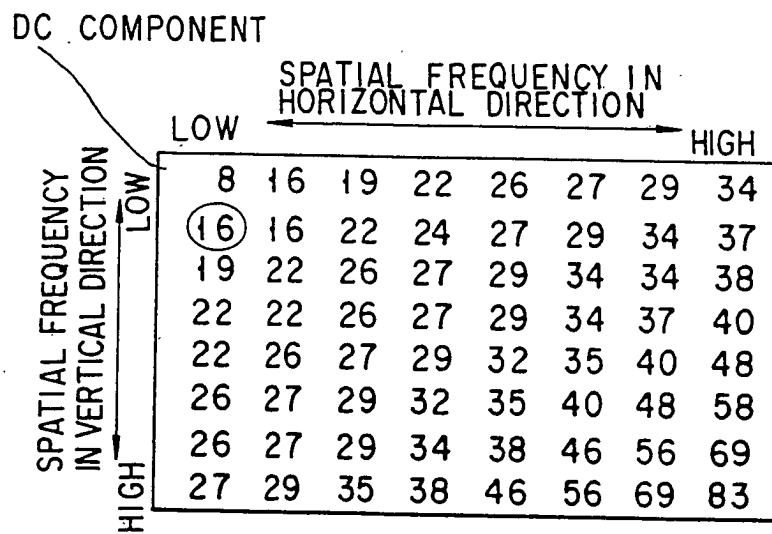 DC COMPONENT
SPATIAL FREQUENCY IN
HORIZONTAL DIRECTION
LOW
HIGH
SPATIAL FREQUENCY
IN VERTICAL DIRECTION
LOW
HIGH
8 16 19 22 26 27 29 34
16 16 22 24 27 29 34 37
19 22 26 27 29 34 34 38
22 22 26 27 29 34 37 40
22 26 27 29 32 35 40 48
26 27 29 32 35 40 48 58
26 27 29 34 38 46 56 69
27 29 35 38 46 56 69 83